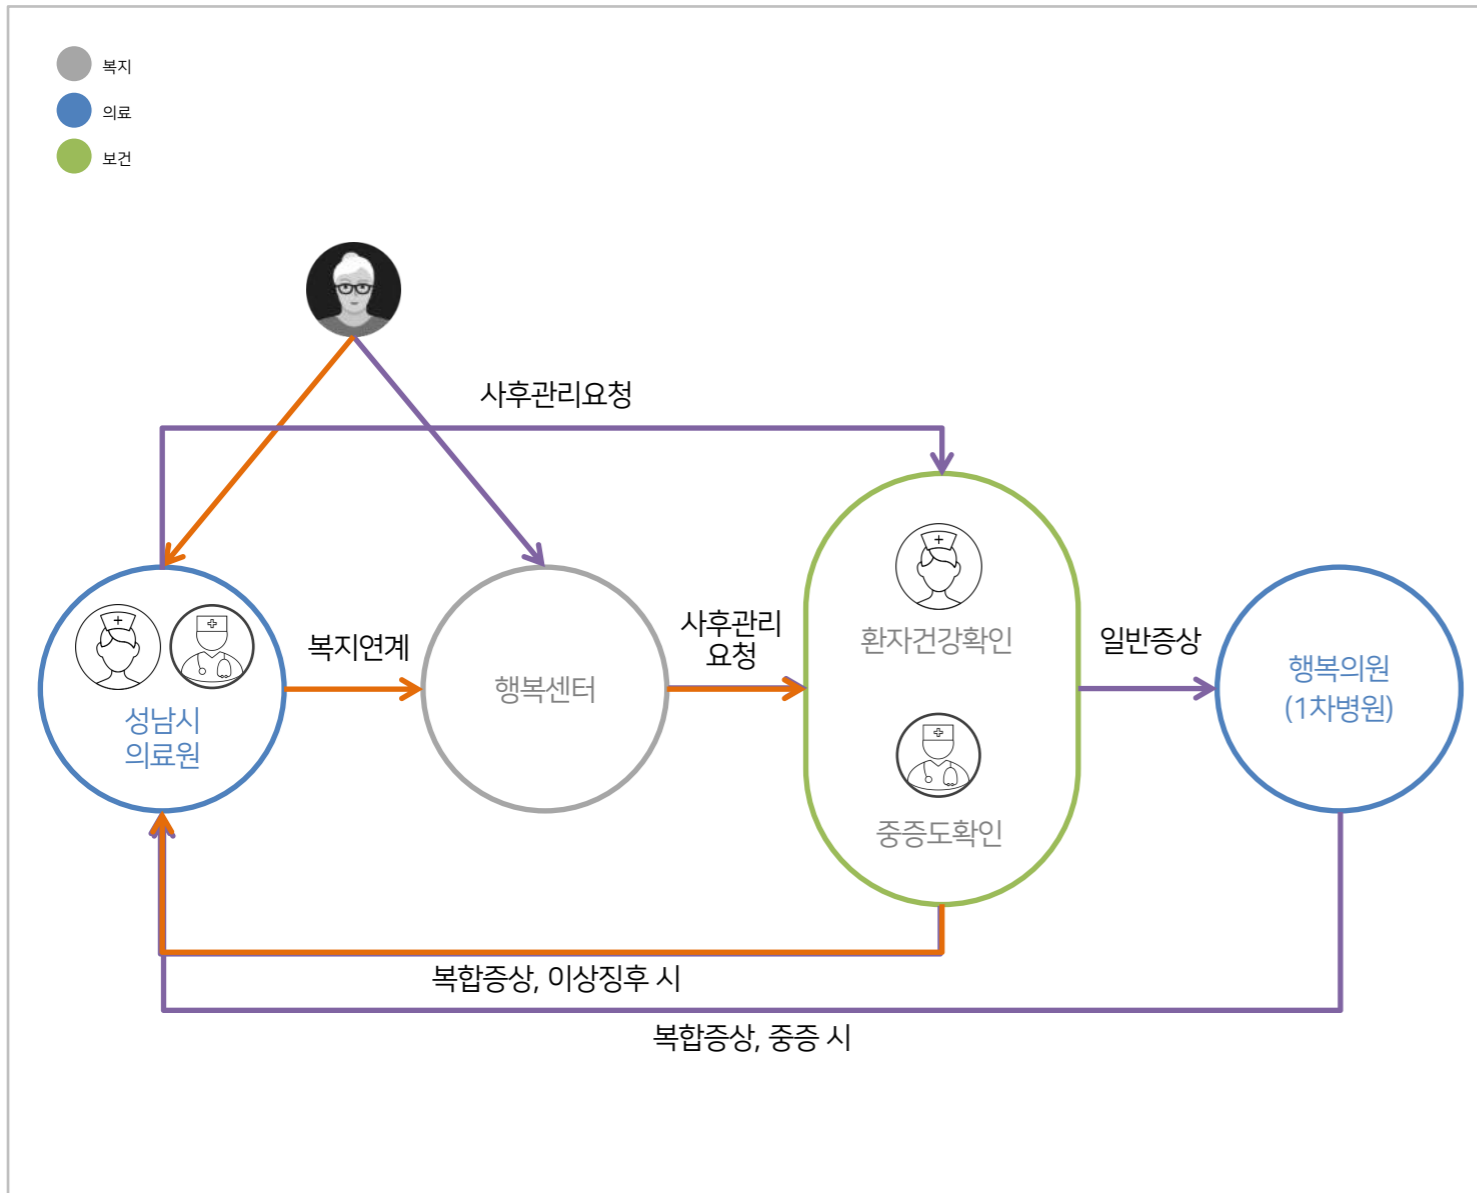 복지
의료
보건
사후관리요청
성남시
의료원
복지연계
행복센터
사후관리
요청
환자건강확인
중증도확인
일반증상
행복의원
(1차병원)
복합증상, 이상징후 시
복합증상, 중증 시